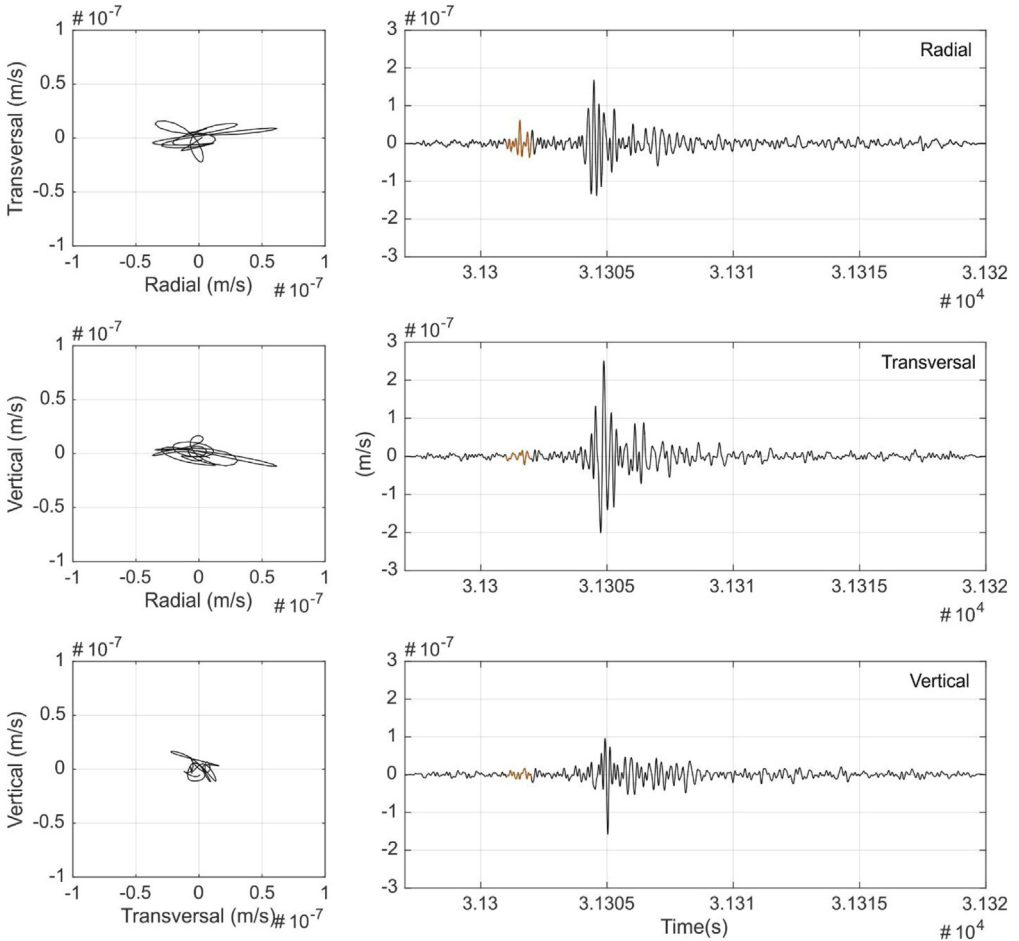 # 10-7
1
0.5
0
-0.5
-1
Transversal (m/s)
-1 -0.5 0 0.5 1
Radial (m/s) # 10-7
# 10-7
Radial
3
2
1
0
-1
-2
-3
3.13 3.1305 3.131 3.1315 3.132
# 104
# 10-7
1
0.5
0
-0.5
-1
Vertical (m/s)
-1 -0.5 0 0.5 1
Radial (m/s) # 10-7
# 10-7
Transversal
3
2
1
0
-1
-2
-3
(m/s)
3.13 3.1305 3.131 3.1315 3.132
# 104
# 10-7
1
0.5
0
-0.5
-1
Vertical (m/s)
-1 -0.5 0 0.5 1
Transversal (m/s) # 10-7
# 10-7
Vertical
3
2
1
0
-1
-2
-3
3.13 3.1305 3.131 3.1315 3.132
Time(s)
# 104